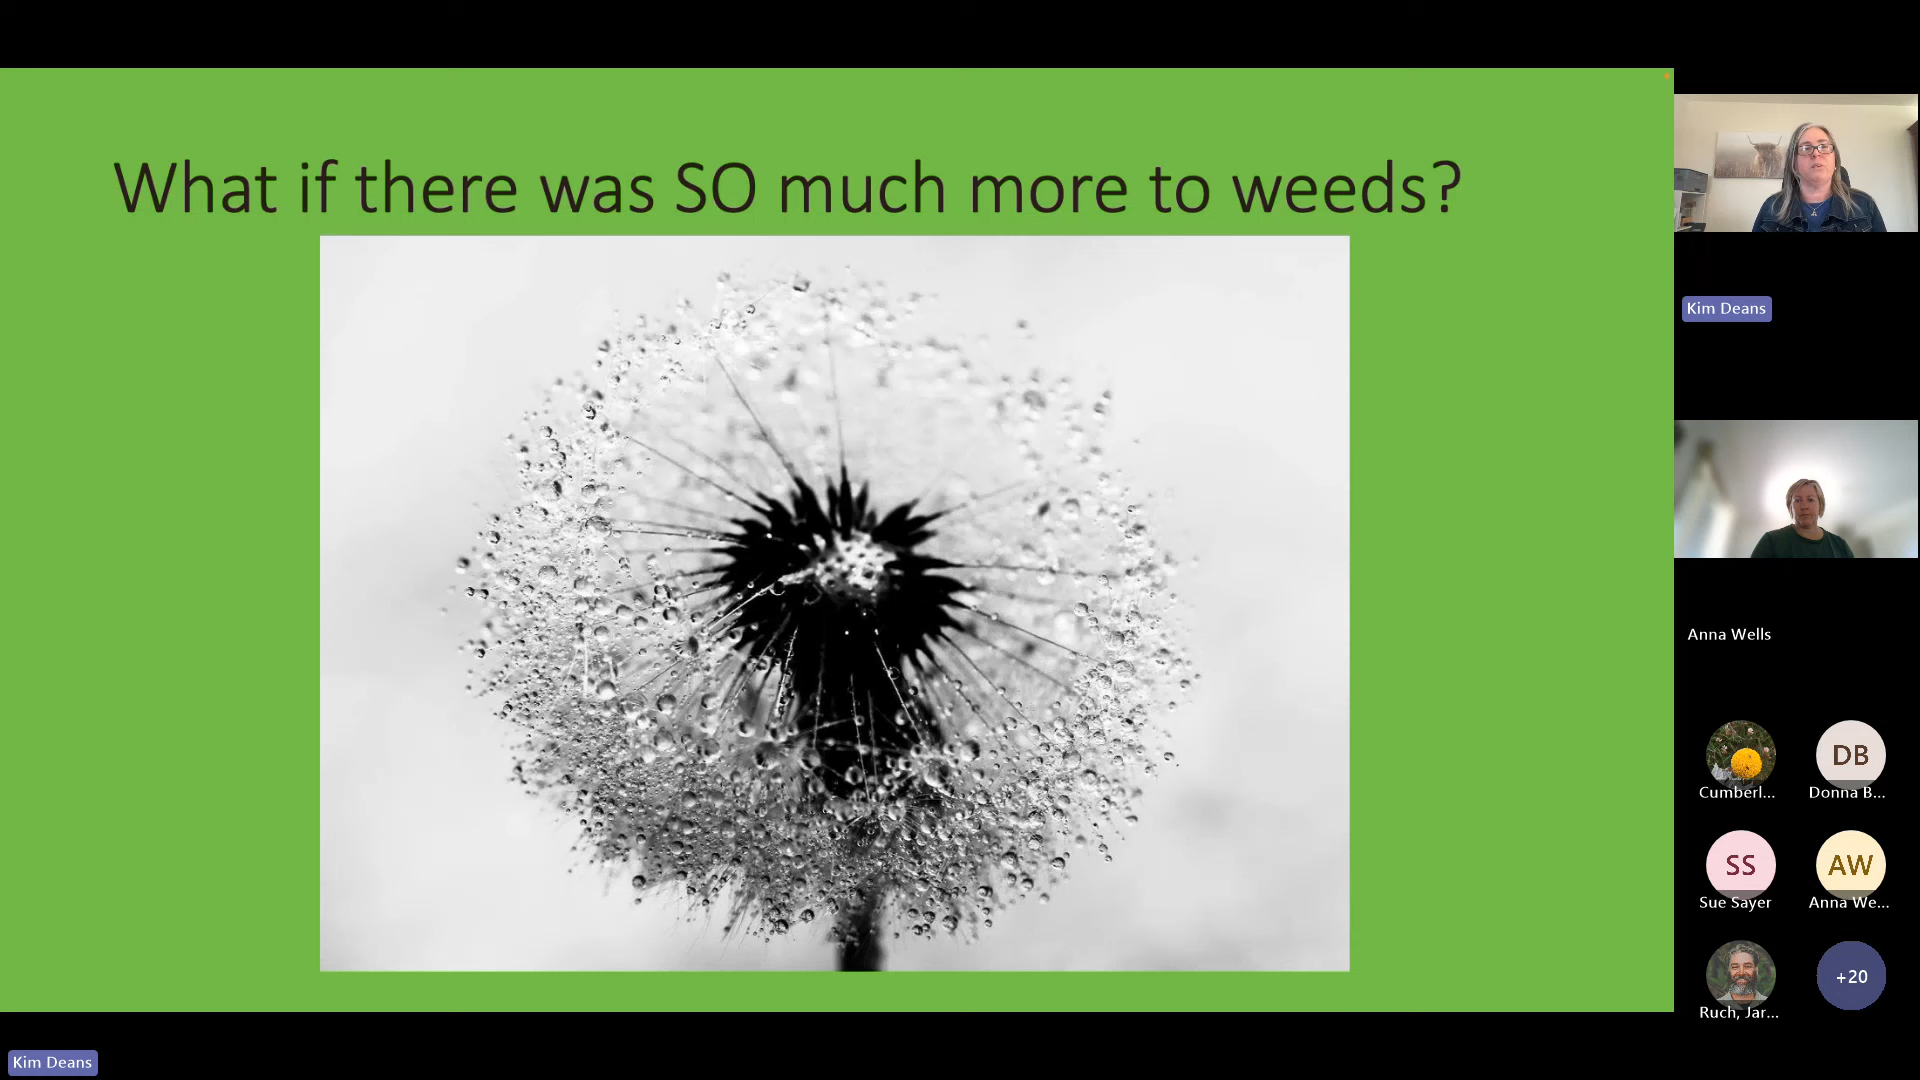 What if there was SO much more to weeds?
Kim Deans
Anna Wells
DB
Cumberl...
Donna B...
SS
AW
Sue Sayer
Anna We...
+20
Ruch, Jar...
Kim Deans